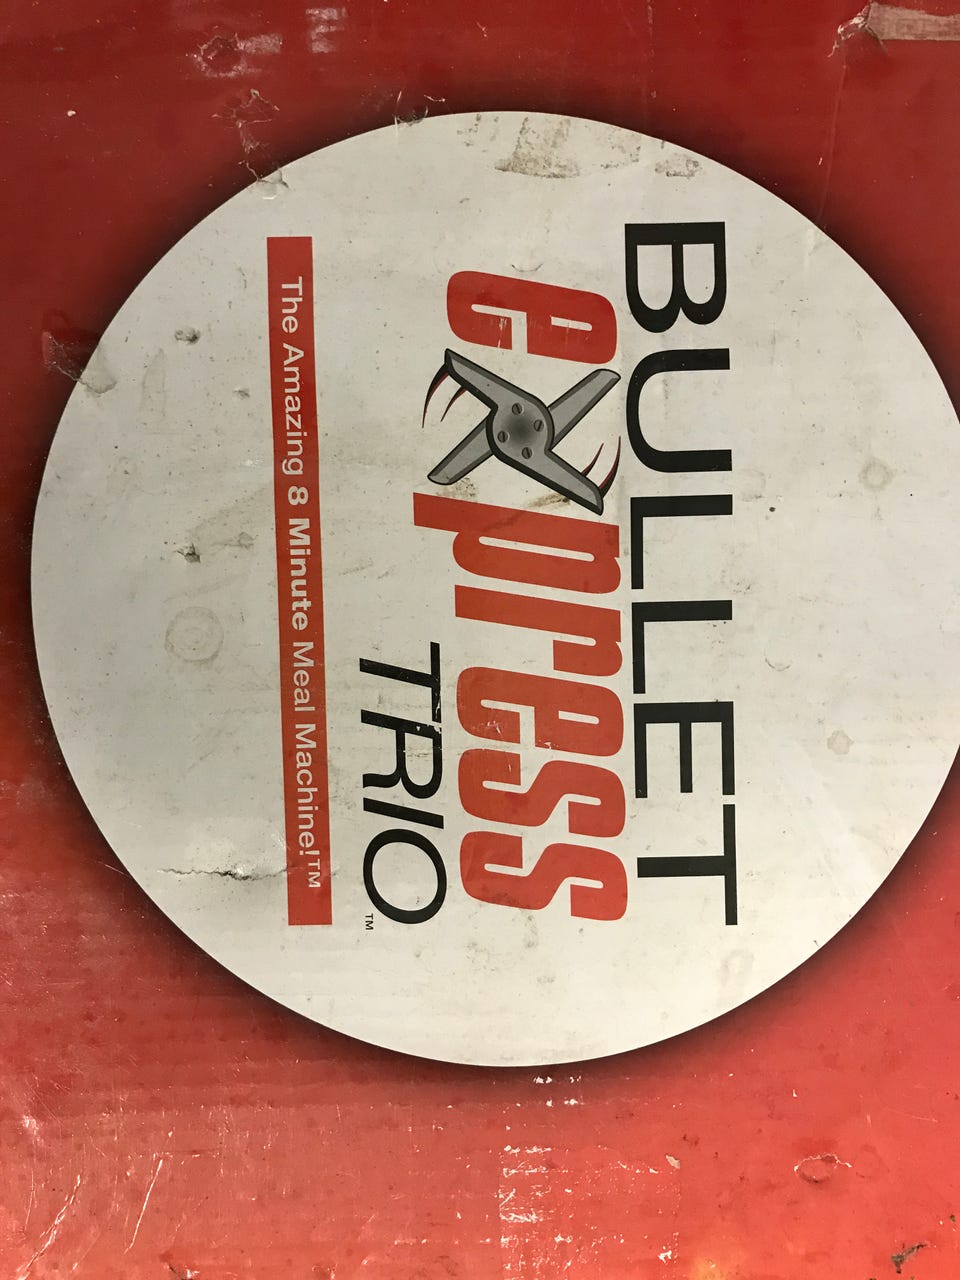 BULLET
express
TRIO™
The Amazing 8 Minute Meal Machine!™